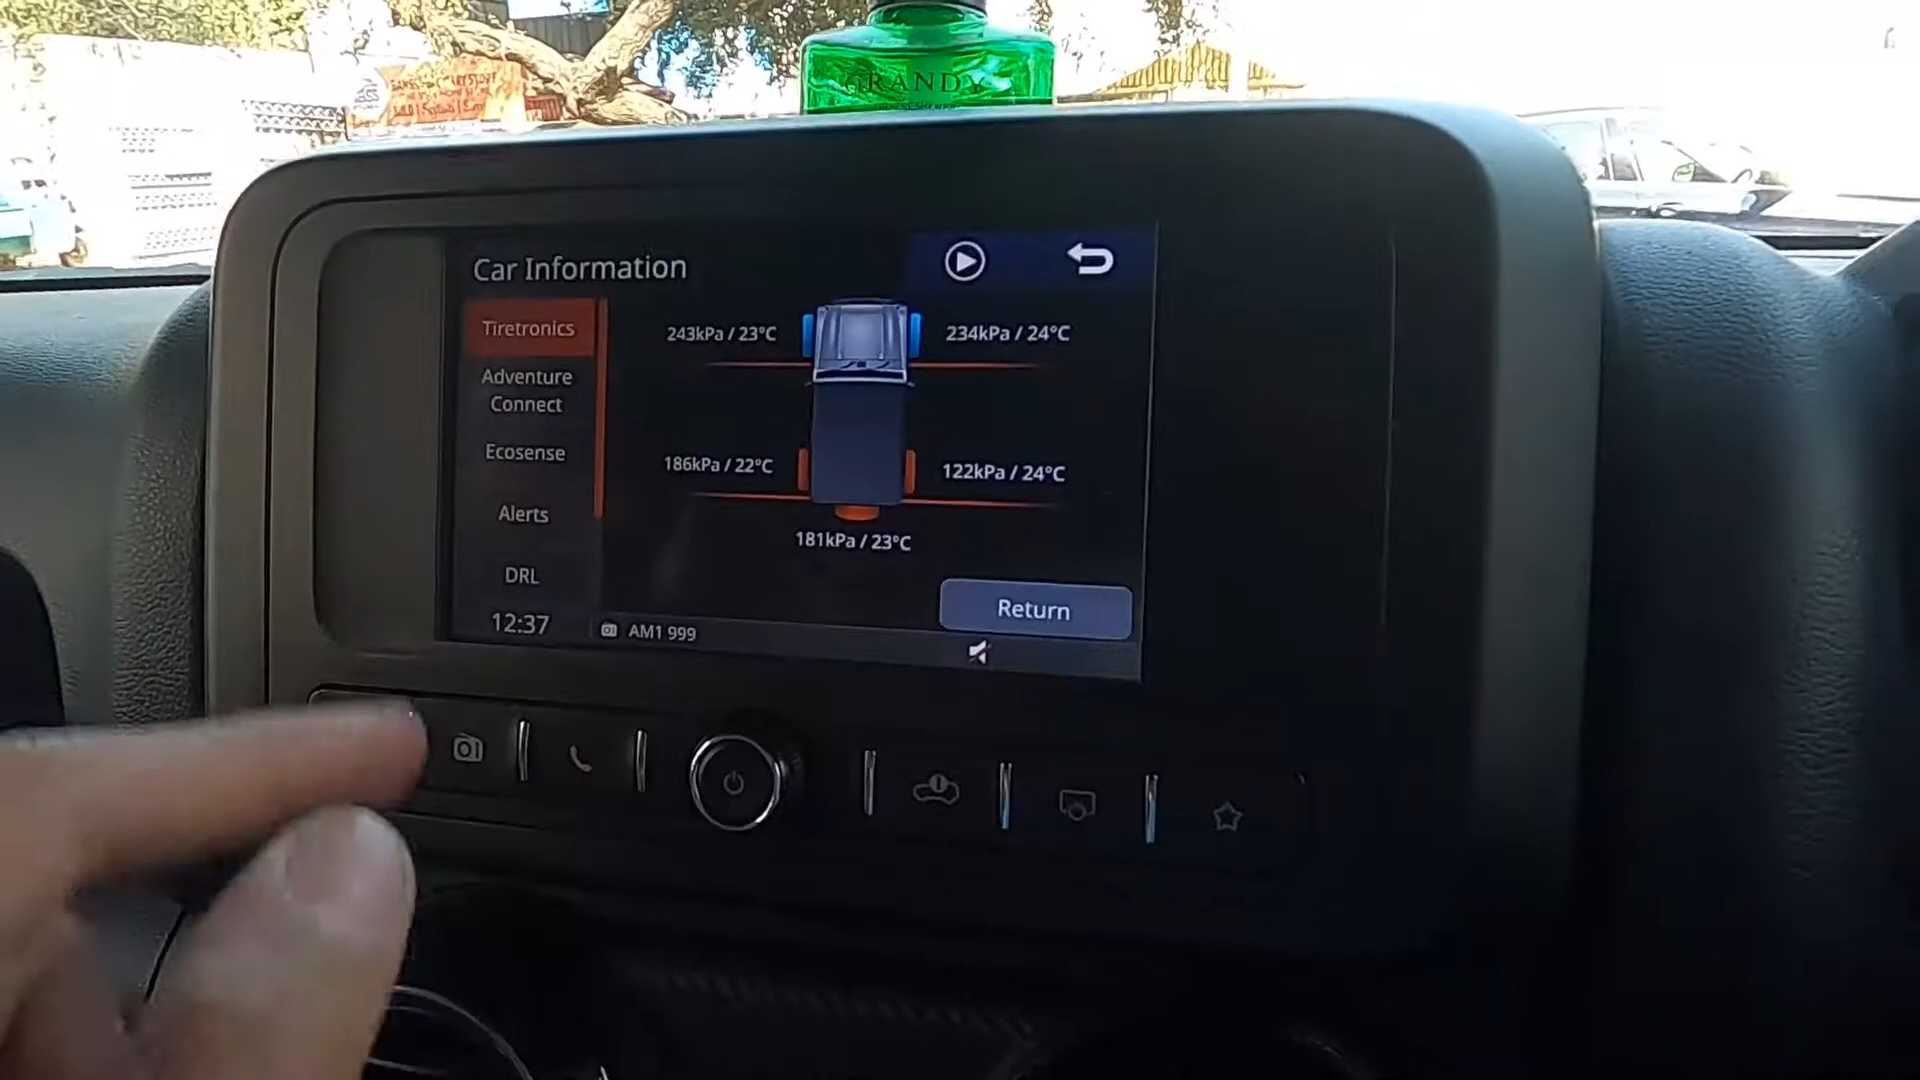 GRANDY
Car Information
Tiretronics
243kPa / 23°C
234kPa / 24°C
Adventure
Connect
Ecosense
186kPa / 22°C
122kPa / 24°C
Alerts
181kPa / 23°C
DRL
Return
12:37
AM1 999